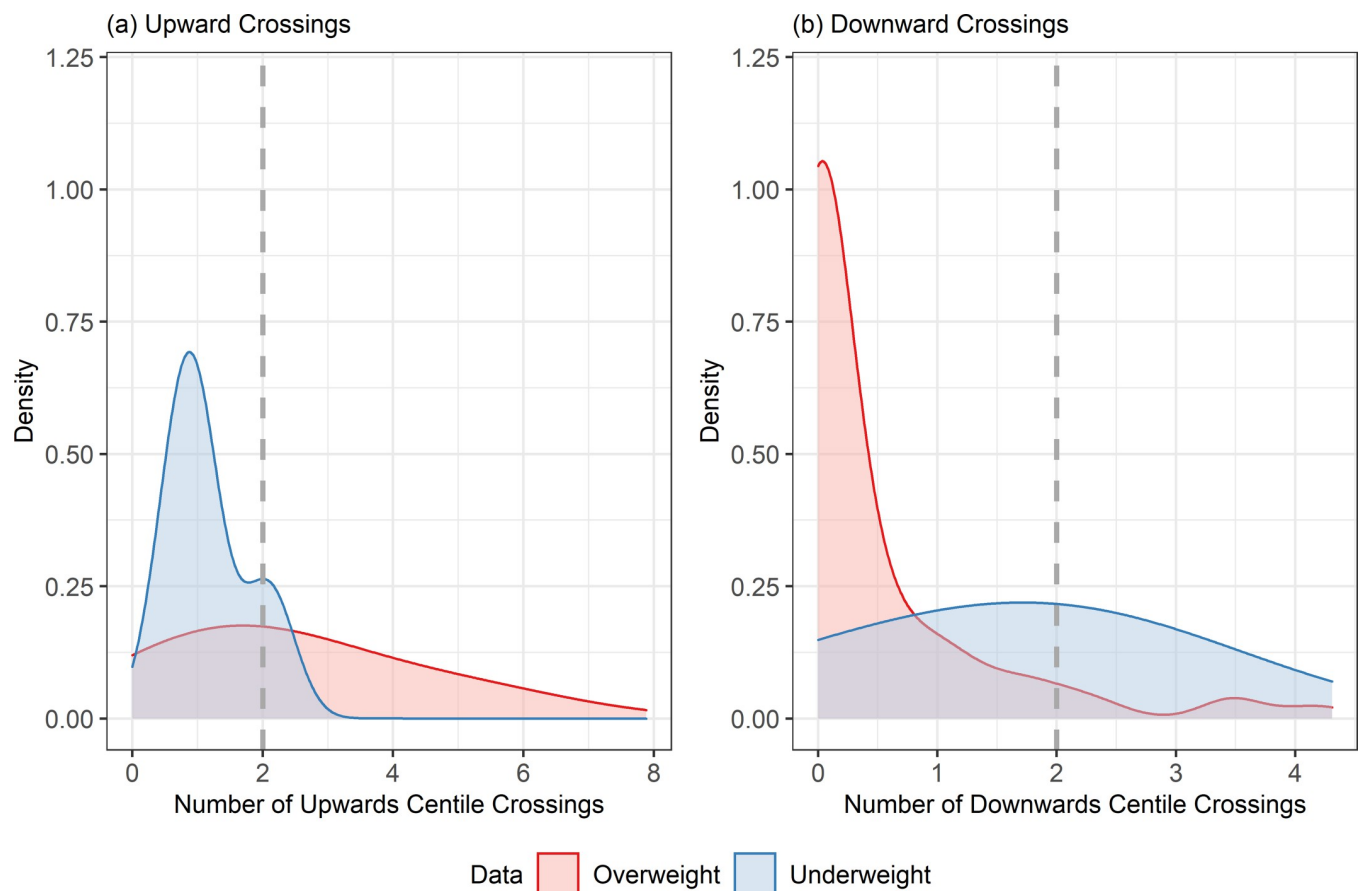 (a) Upward Crossings
1.25
1.00
0.75
0.50
0.25
0.00
Density
0 2 4 6 8
Number of Upwards Centile Crossings
(b) Downward Crossings
1.25
1.00
0.75
0.50
0.25
0.00
Density
0 1 2 3 4
Number of Downwards Centile Crossings
Data Overweight Underweight